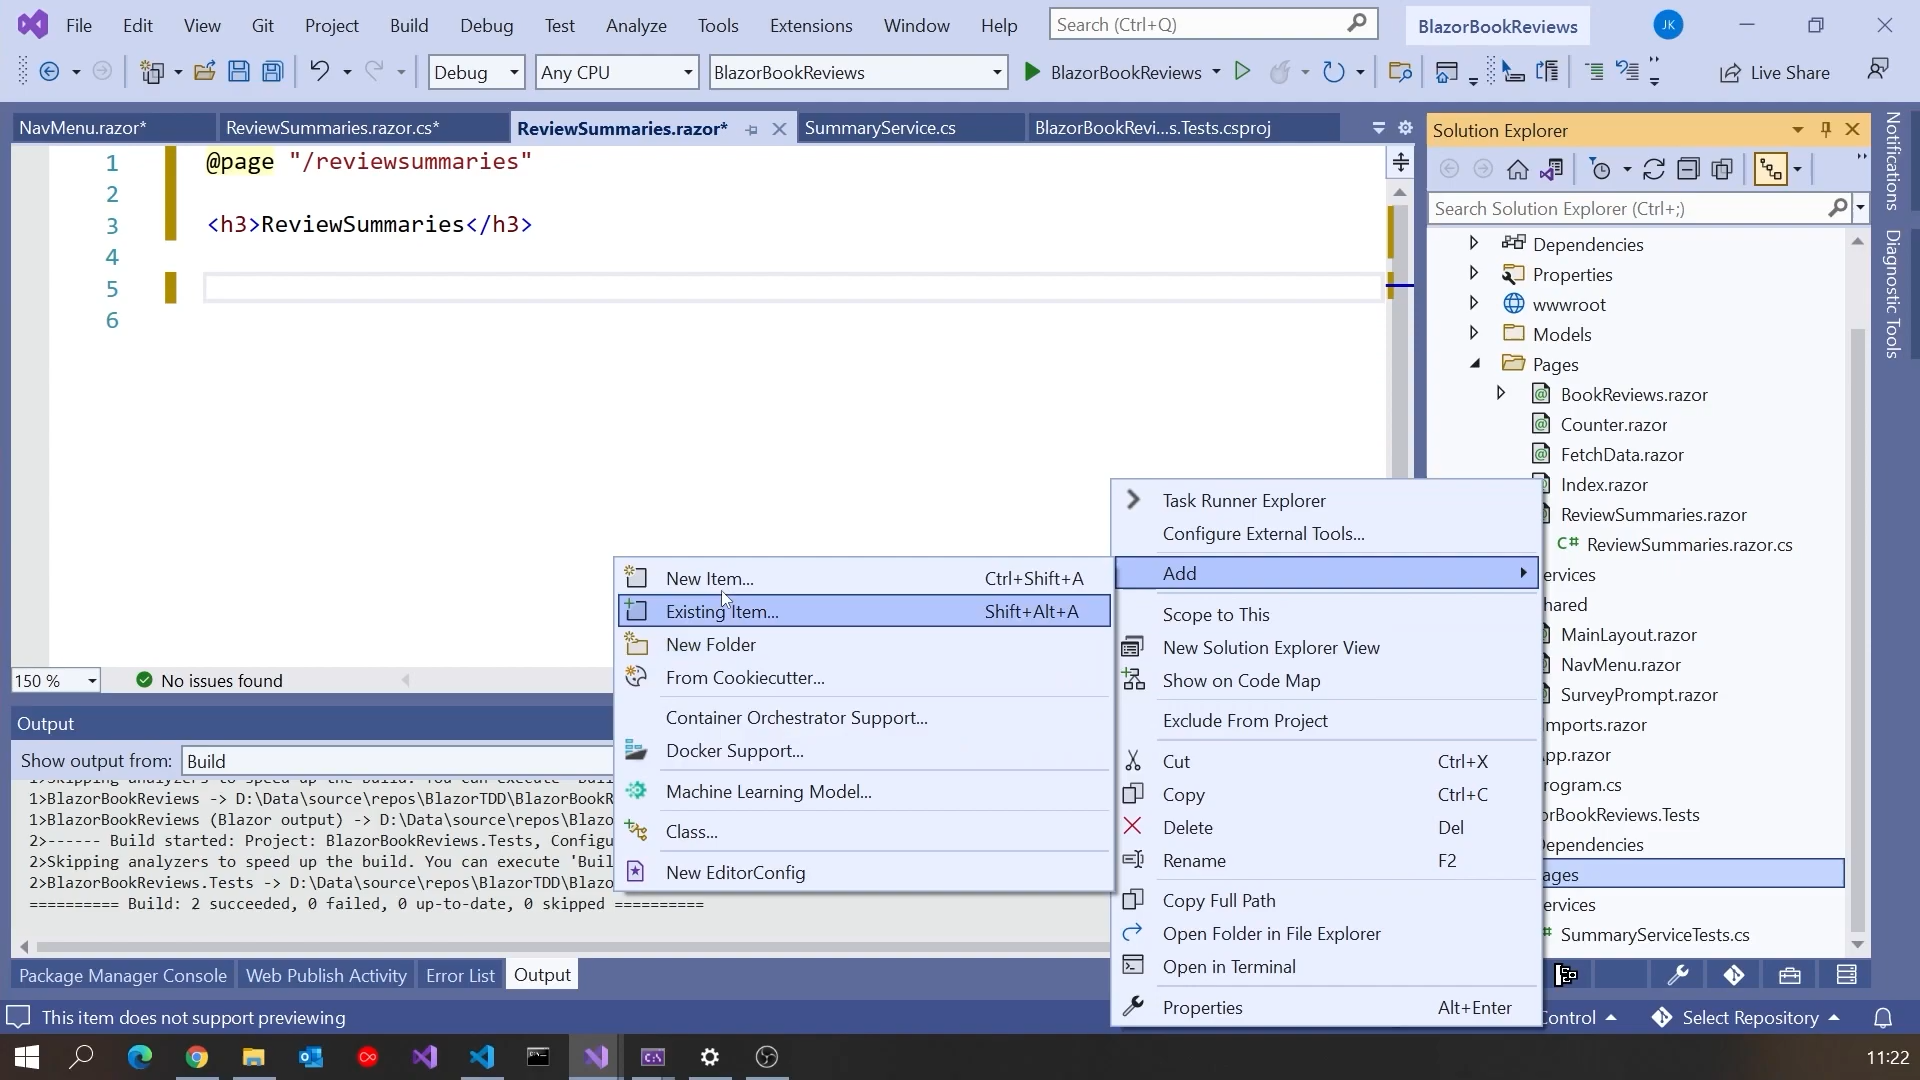 File Edit View Git Project Build Debug Test Analyze Tools Extensions Window Help Search (Ctrl+Q) BlazorBookReviews JK
Debug Any CPU BlazorBookReviews BlazorBookReviews Live Share
NavMenu.razor* ReviewSummaries.razor.cs* ReviewSummaries.razor* SummaryService.cs BlazorBookRevi...s.Tests.csproj
1 @page "/reviewsummaries"
2
3 <h3>ReviewSummaries</h3>
4
5
6
150 % No issues found
Output
Show output from: Build
1>BlazorBookReviews -> D:\Data\source\repos\BlazorTDD\BlazorBookR
1>BlazorBookReviews (Blazor output) -> D:\Data\source\repos\Blazo
2>------ Build started: Project: BlazorBookReviews.Tests, Configu
2>Skipping analyzers to speed up the build. You can execute 'Buil
2>BlazorBookReviews.Tests -> D:\Data\source\repos\BlazorTDD\Blazo
========== Build: 2 succeeded, 0 failed, 0 up-to-date, 0 skipped ==========
Package Manager Console Web Publish Activity Error List Output
This item does not support previewing
New Item... Ctrl+Shift+A
Existing Item... Shift+Alt+A
New Folder
From Cookiecutter...
Container Orchestrator Support...
Docker Support...
Machine Learning Model...
Class...
New EditorConfig
Task Runner Explorer
Configure External Tools...
Add
Scope to This
New Solution Explorer View
Show on Code Map
Exclude From Project
Cut Ctrl+X
Copy Ctrl+C
Delete Del
Rename F2
Copy Full Path
Open Folder in File Explorer
Open in Terminal
Properties Alt+Enter
Solution Explorer
Search Solution Explorer (Ctrl+;)
Dependencies
Properties
wwwroot
Models
Pages
BookReviews.razor
Counter.razor
FetchData.razor
Index.razor
ReviewSummaries.razor
C# ReviewSummaries.razor.cs
ervices
hared
MainLayout.razor
NavMenu.razor
SurveyPrompt.razor
mports.razor
pp.razor
rogram.cs
orBookReviews.Tests
ependencies
ages
ervices
SummaryServiceTests.cs
Control Select Repository
Notifications
Diagnostic Tools
11:22